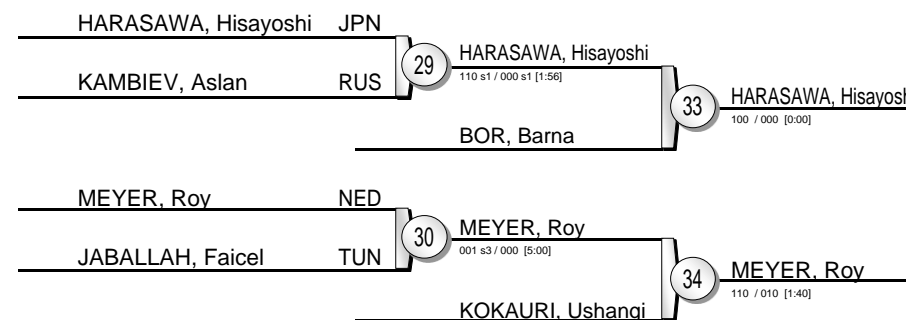 HARASAWA, Hisayoshi JPN
29
HARASAWA, Hisayoshi
110 s1 / 000 s1 [1:56]
KAMBIEV, Aslan RUS
33
HARASAWA, Hisayosh
100 / 000 [0:00]
BOR, Barna
MEYER, Roy NED
30
MEYER, Roy
001 s3 / 000 [5:00]
JABALLAH, Faicel TUN
34
MEYER, Roy
110 / 010 [1:40]
KOKAURI, Ushangi